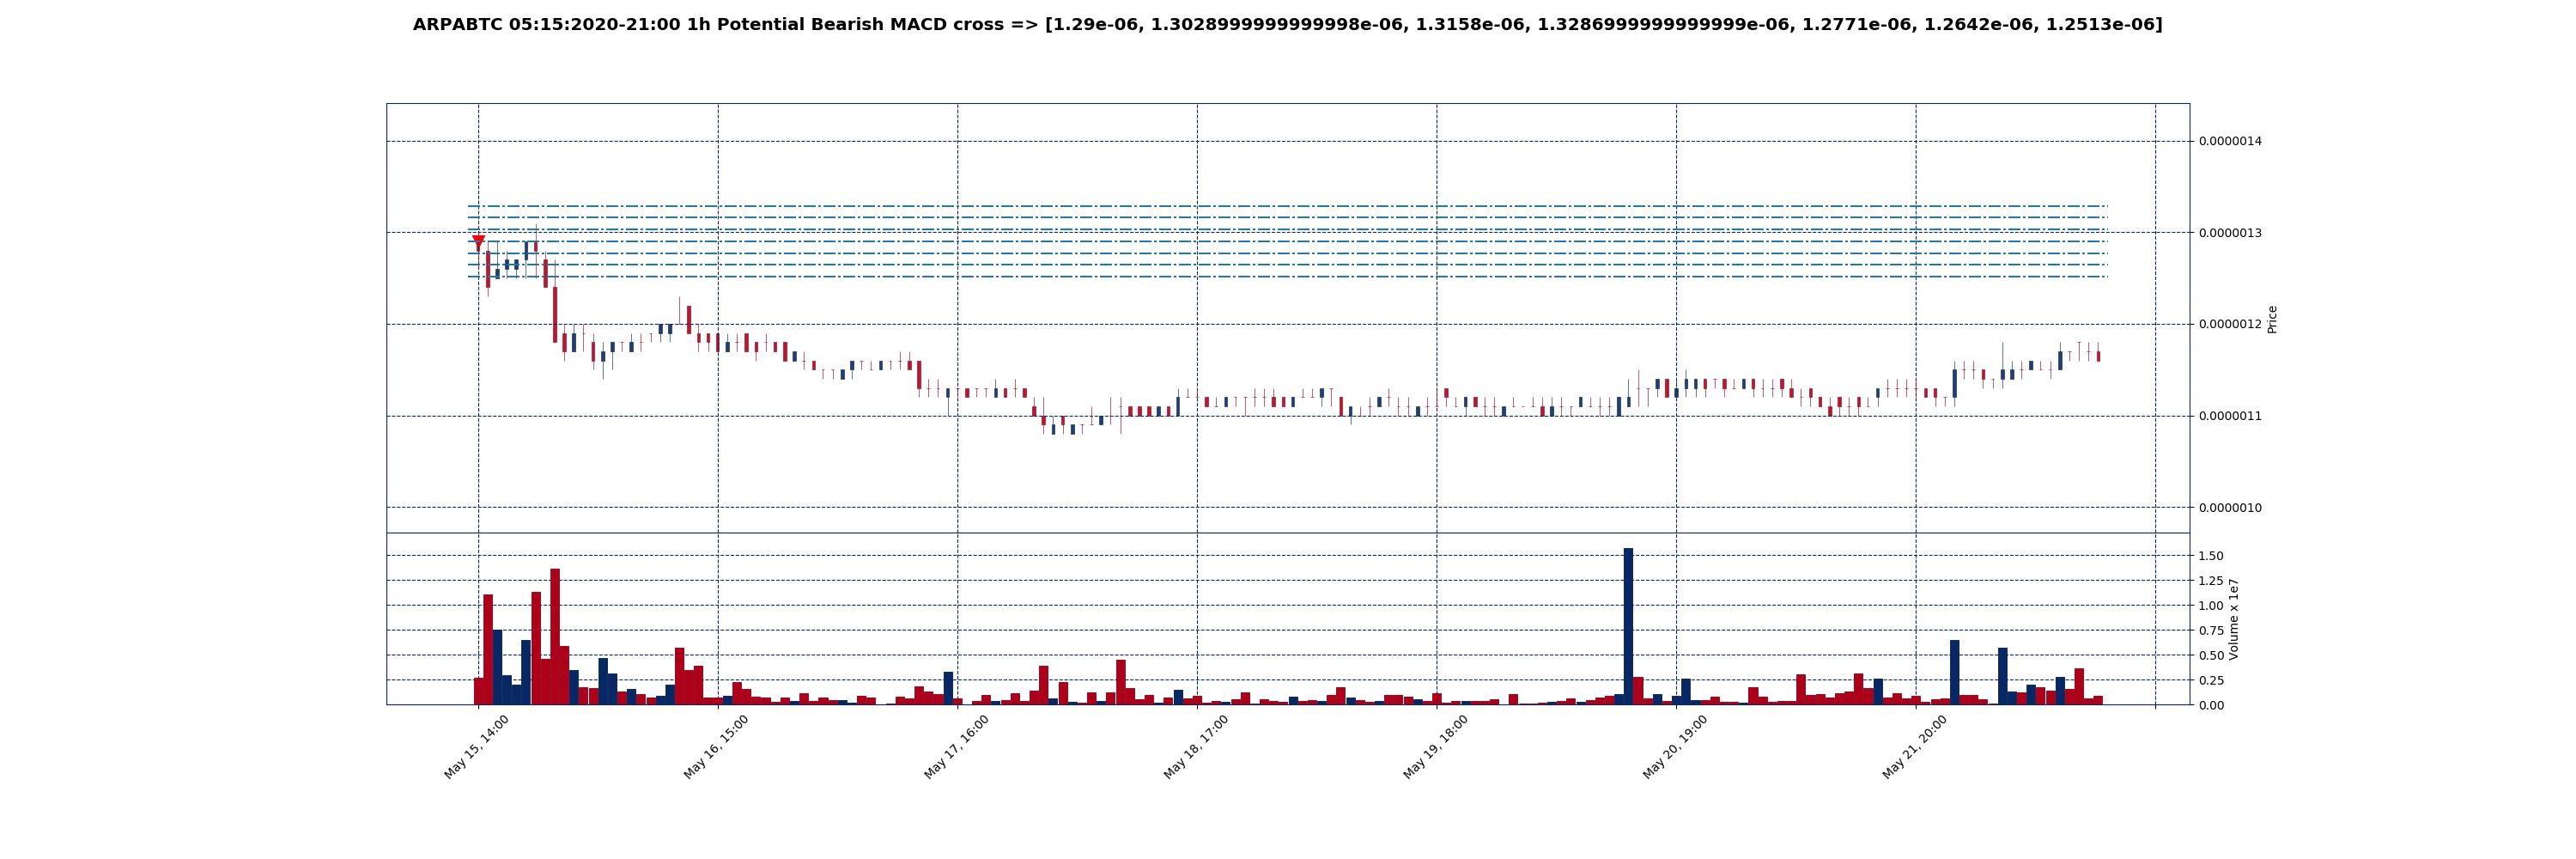 ARPABTC 05:15:2020-21:00 1h Potential Bearish MACD cross => [1.29e-06, 1.3028999999999998e-06, 1.3158e-06, 1.3286999999999999e-06, 1.2771e-06, 1.2642e-06, 1.2513e-06]
0.0000014
0.0000013
0.0000012
0.0000011
0.0000010
Price
1.50
1.25
1.00
0.75
0.50
0.25
0.00
Volume x 1e7
May 15, 14:00
May 16, 15:00
May 17, 16:00
May 18, 17:00
May 19, 18:00
May 20, 19:00
May 21, 20:00